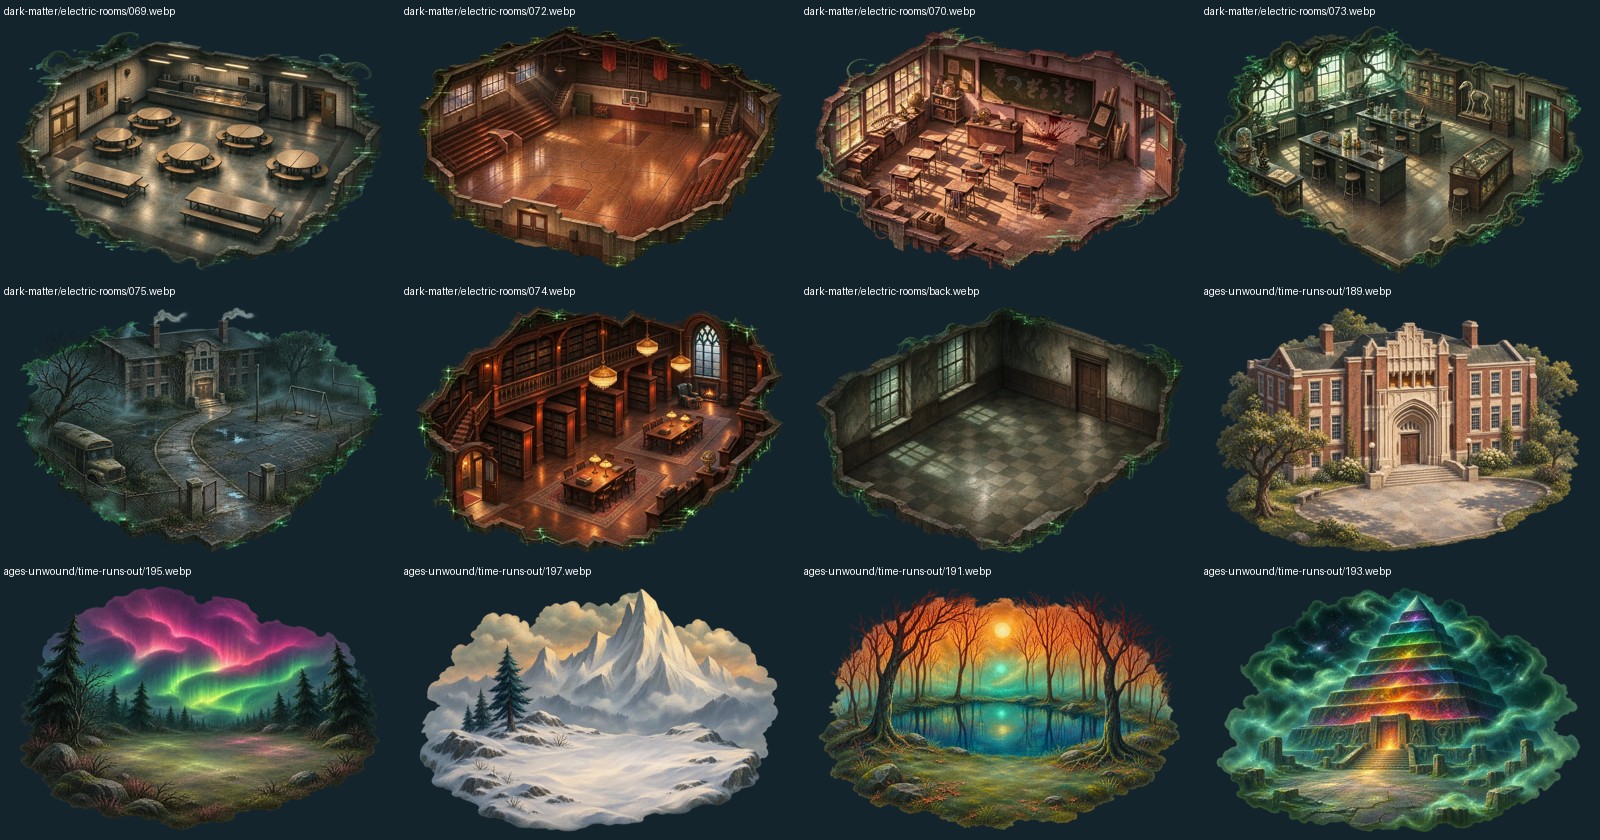 dark-matter/electric-rooms/069.webp
dark-matter/electric-rooms/072.webp
dark-matter/electric-rooms/070.webp
dark-matter/electric-rooms/073.webp
dark-matter/electric-rooms/075.webp
dark-matter/electric-rooms/074.webp
dark-matter/electric-rooms/back.webp
ages-unwound/time-runs-out/189.webp
ages-unwound/time-runs-out/195.webp
ages-unwound/time-runs-out/197.webp
ages-unwound/time-runs-out/191.webp
ages-unwound/time-runs-out/193.webp